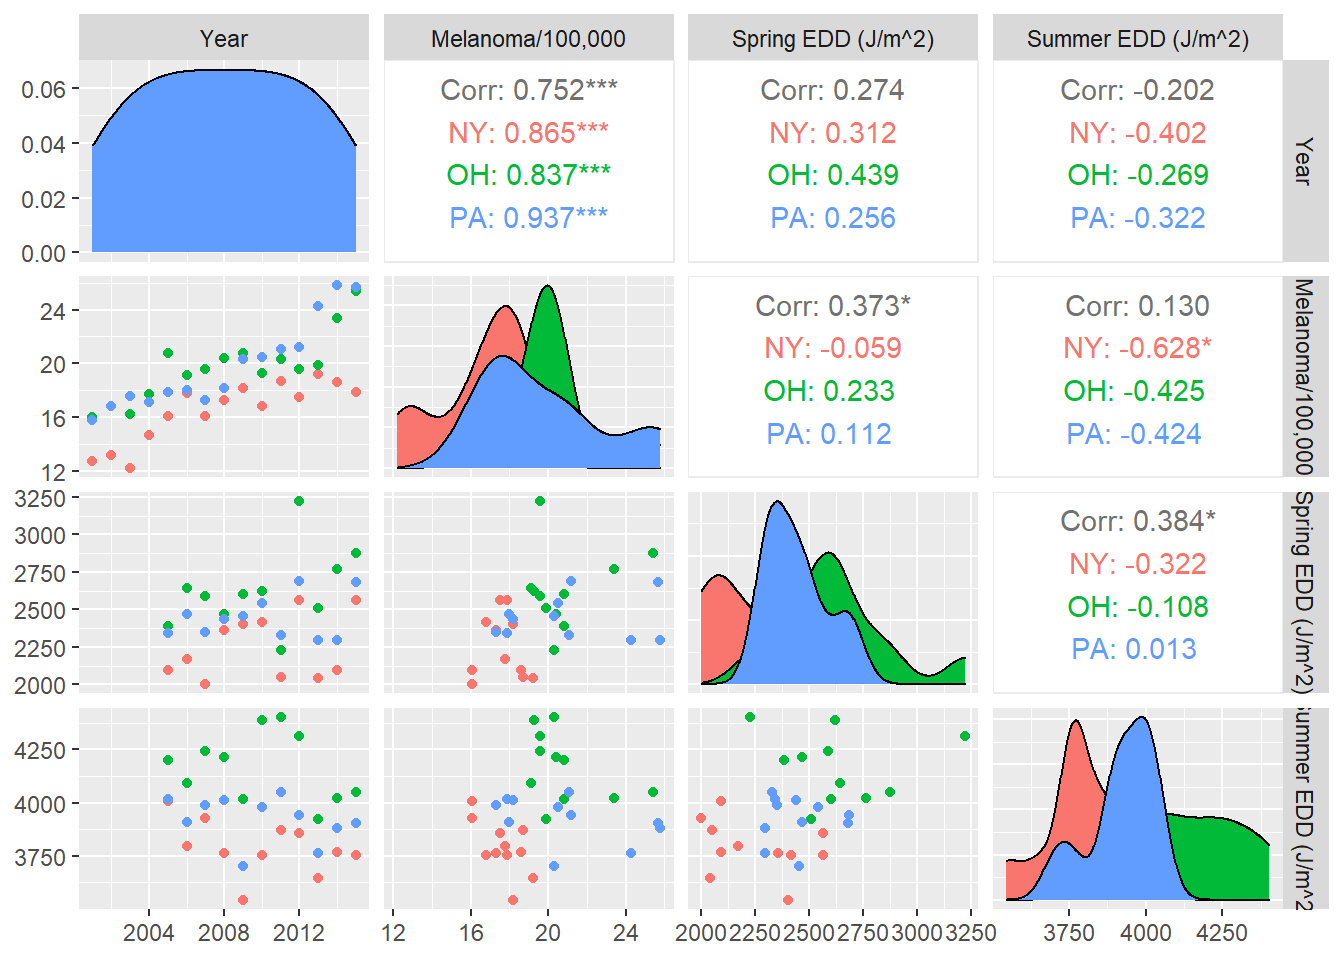 Year
Melanoma/100,000
Spring EDD (J/m^2)
Summer EDD (J/m^2)
0.06
0.04
0.02
0.00
Corr: 0.752***
NY: 0.865***
OH: 0.837***
PA: 0.937***
Corr: 0.274
NY: 0.312
OH: 0.439
PA: 0.256
Corr: -0.202
NY: -0.402
OH: -0.269
PA: -0.322
Year
24
20
16
12
Corr: 0.373*
NY: -0.059
OH: 0.233
PA: 0.112
Corr: 0.130
NY: -0.628*
OH: -0.425
PA: -0.424
Melanoma/100,000
3250
3000
2750
2500
2250
2000
Corr: 0.384*
NY: -0.322
OH: -0.108
PA: 0.013
Spring EDD (J/m^2)
4250
4000
3750
ummer EDD (J/m^2
2004
2008
2012
12
16
20
24
2000
2250
2500
2750
3000
3250
3750
4000
4250